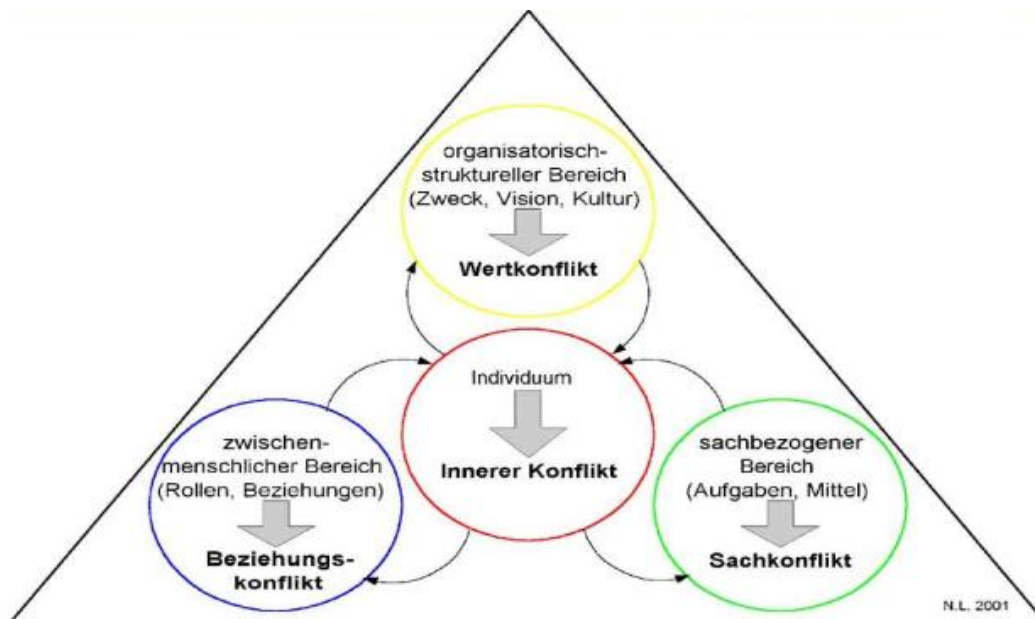 organisatorisch-
struktureller Bereich
(Zweck, Vision, Kultur)
Wertkonflikt
Individuum
Innerer Konflikt
zwischen-
menschlicher Bereich
(Rollen, Beziehungen)
Beziehungs-
konflikt
sachbezogener
Bereich
(Aufgaben, Mittel)
Sachkonflikt
N.L. 2001